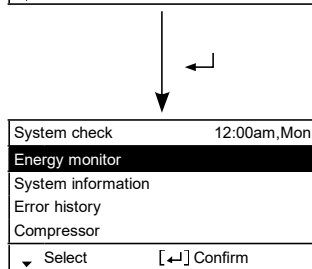 System check 12:00am,Mon
Energy monitor
System information
Error history
Compressor
Select [↵] Confirm